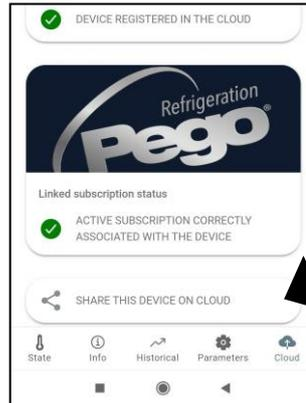 DEVICE REGISTERED IN THE CLOUD
Refrigeration
Pego®
Linked subscription status
ACTIVE SUBSCRIPTION CORRECTLY
ASSOCIATED WITH THE DEVICE
SHARE THIS DEVICE ON CLOUD
State Info Historical Parameters Cloud